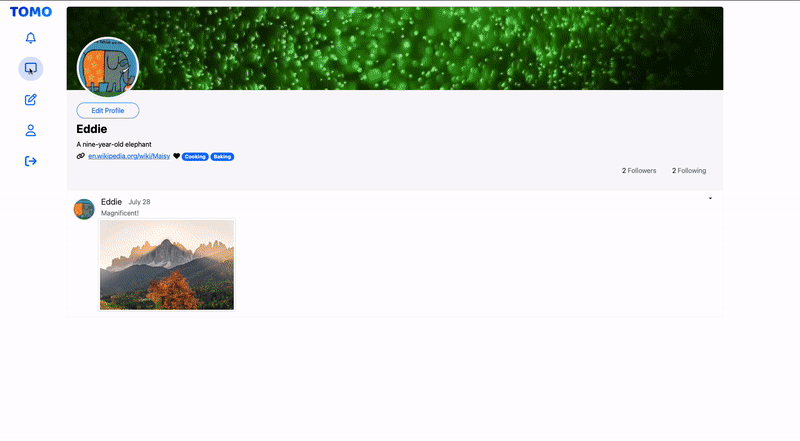 TOMO
Edit Profile
Eddie
A nine-year-old elephant
en.wikipedia.org/wiki/Maisy Cooking Baking
2 Followers 2 Following
Eddie July 28
Magnificent!